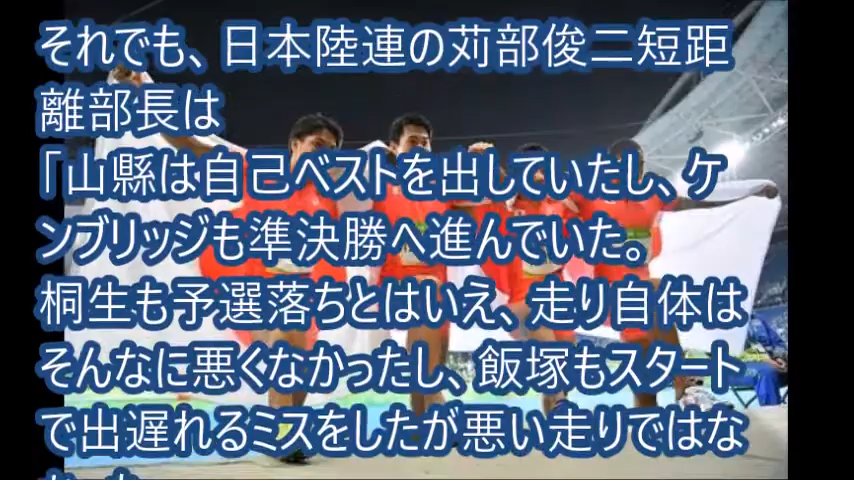 それでも、日本陸連の苅部俊二短距
離部長は
「山縣は自己ベストを出していたし、ケ
ンブリッジも準決勝へ進んでいた。
桐生も予選落ちとはいえ、走り自体は
そんなに悪くなかったし、飯塚もスタート
で出遅れるミスをしたが悪い走りではな